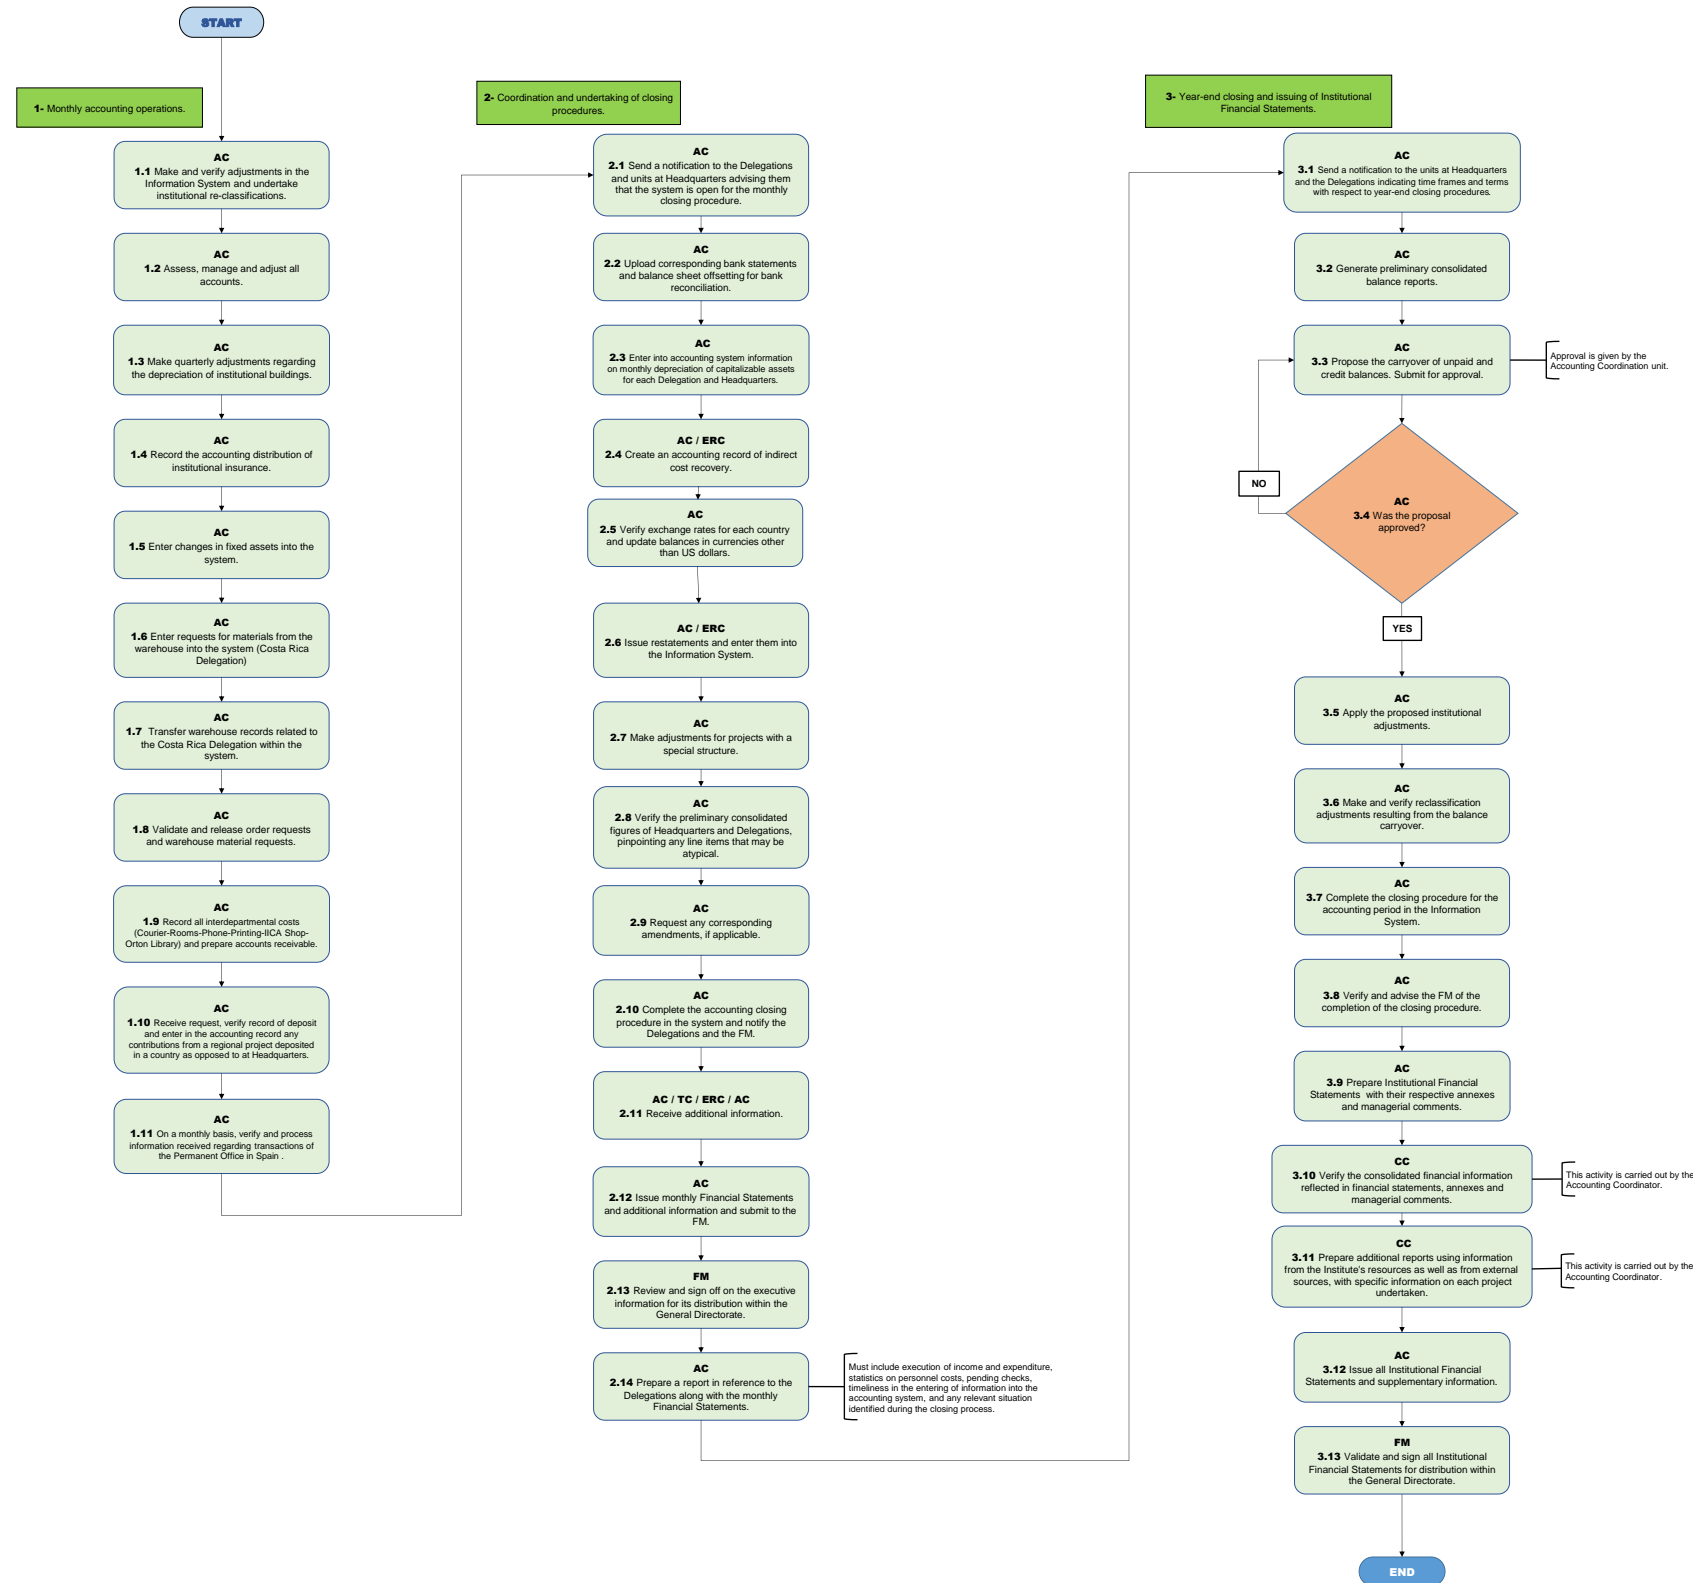 START
1- Monthly accounting operations.
AC
1.1 Make and verify adjustments in the
Information System and undertake
institutional re-classifications.
AC
1.2 Assess, manage and adjust all
accounts.
AC
1.3 Make quarterly adjustments regarding
the depreciation of institutional buildings.
AC
1.4 Record the accounting distribution of
institutional insurance.
AC
1.5 Enter changes in fixed assets into the
system.
AC
1.6 Enter requests for materials from the
warehouse into the system (Costa Rica
Delegation)
AC
1.7 Transfer warehouse records related to
the Costa Rica Delegation within the
system.
AC
1.8 Validate and release order requests
and warehouse material requests.
AC
1.9 Record all interdepartmental costs
(Courier-Rooms-Phone-Printing-IICA Shop-
Orton Library) and prepare accounts receivable.
AC
1.10 Receive request, verify record of deposit
and enter in the accounting record any
contributions from a regional project deposited
in a country as opposed to at Headquarters.
AC
1.11 On a monthly basis, verify and process
information received regarding transactions of
the Permanent Office in Spain .
2- Coordination and undertaking of closing
procedures.
AC
2.1 Send a notification to the Delegations
and units at Headquarters advising them
that the system is open for the monthly
closing procedure.
AC
2.2 Upload corresponding bank statements
and balance sheet offsetting for bank
reconciliation.
AC
2.3 Enter into accounting system information
on monthly depreciation of capitalizable assets
for each Delegation and Headquarters.
AC / ERC
2.4 Create an accounting record of indirect
cost recovery.
AC
2.5 Verify exchange rates for each country
and update balances in currencies other
than US dollars.
AC / ERC
2.6 Issue restatements and enter them into
the Information System.
AC
2.7 Make adjustments for projects with a
special structure.
AC
2.8 Verify the preliminary consolidated
figures of Headquarters and Delegations,
pinpointing any line items that may be
atypical.
AC
2.9 Request any corresponding
amendments, if applicable.
AC
2.10 Complete the accounting closing
procedure in the system and notify the
Delegations and the FM.
AC / TC / ERC / AC
2.11 Receive additional information.
AC
2.12 Issue monthly Financial Statements
and additional information and submit to the
FM.
FM
2.13 Review and sign off on the executive
information for its distribution within the
General Directorate.
AC
2.14 Prepare a report in reference to the
Delegations along with the monthly
Financial Statements.
Must include execution of income and expenditure,
statistics on personnel costs, pending checks,
timeliness in the entering of information into the
accounting system, and any relevant situation
identified during the closing process.
3- Year-end closing and issuing of Institutional
Financial Statements.
AC
3.1 Send a notification to the units at Headquarters
and the Delegations indicating time frames and terms
with respect to year-end closing procedures.
AC
3.2 Generate preliminary consolidated
balance reports.
AC
3.3 Propose the carryover of unpaid and
credit balances. Submit for approval.
Approval is given by the
Accounting Coordination unit.
AC
3.4 Was the proposal
approved?
NO
YES
AC
3.5 Apply the proposed institutional
adjustments.
AC
3.6 Make and verify reclassification
adjustments resulting from the balance
carryover.
AC
3.7 Complete the closing procedure for the
accounting period in the Information
System.
AC
3.8 Verify and advise the FM of the
completion of the closing procedure.
AC
3.9 Prepare Institutional Financial
Statements with their respective annexes
and managerial comments.
CC
3.10 Verify the consolidated financial information
reflected in financial statements, annexes and
managerial comments.
This activity is carried out by the
Accounting Coordinator.
CC
3.11 Prepare additional reports using information
from the Institute's resources as well as from external
sources, with specific information on each project
undertaken.
This activity is carried out by the
Accounting Coordinator.
AC
3.12 Issue all Institutional Financial
Statements and supplementary information.
FM
3.13 Validate and sign all Institutional
Financial Statements for distribution within
the General Directorate.
END